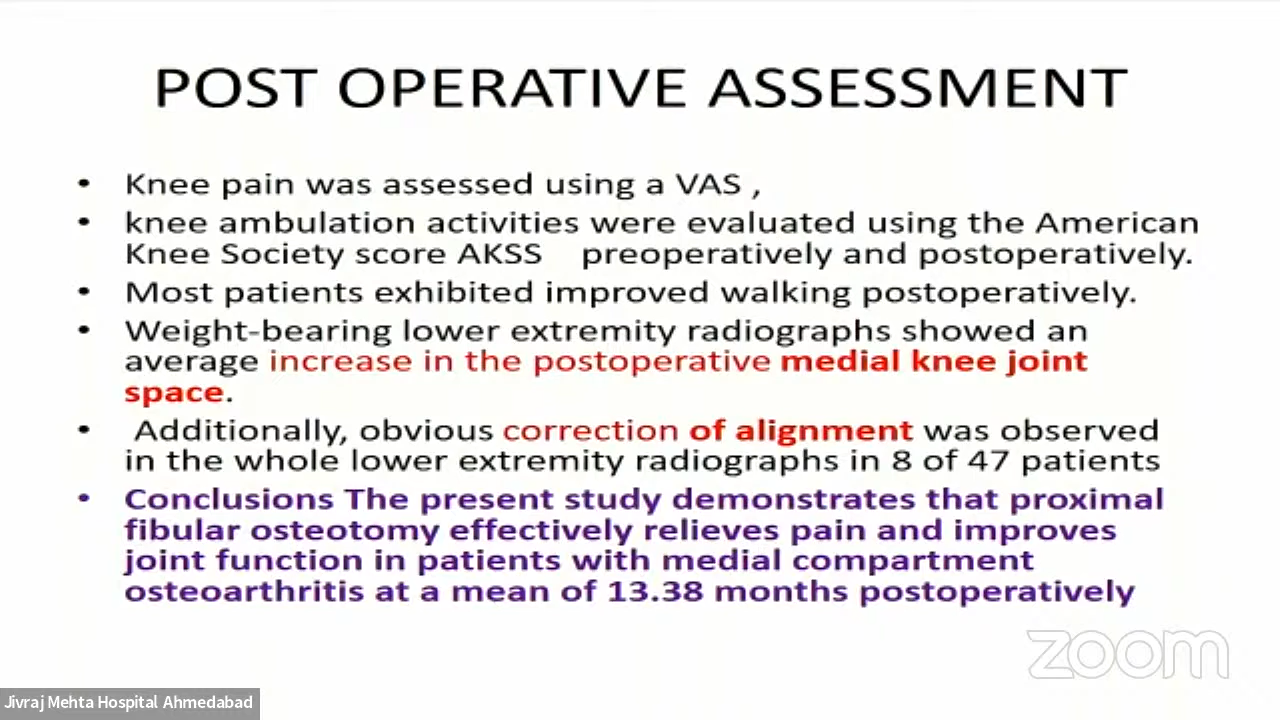 POST OPERATIVE ASSESSMENT
• Knee pain was assessed using a VAS ,
• knee ambulation activities were evaluated using the American
Knee Society score AKSS preoperatively and postoperatively.
• Most patients exhibited improved walking postoperatively.
• Weight-bearing lower extremity radiographs showed an
average increase in the postoperative medial knee joint
space.
• Additionally, obvious correction of alignment was observed
in the whole lower extremity radiographs in 8 of 47 patients
• Conclusions The present study demonstrates that proximal
fibular osteotomy effectively relieves pain and improves
joint function in patients with medial compartment
osteoarthritis at a mean of 13.38 months postoperatively
zoom
Jivraj Mehta Hospital Ahmedabad